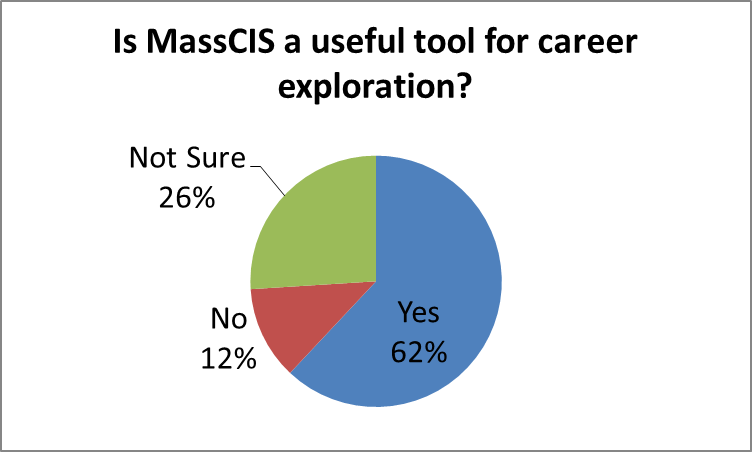 Is MassCIS a useful tool for career
exploration?
Not Sure
26%
No
12%
Yes
62%